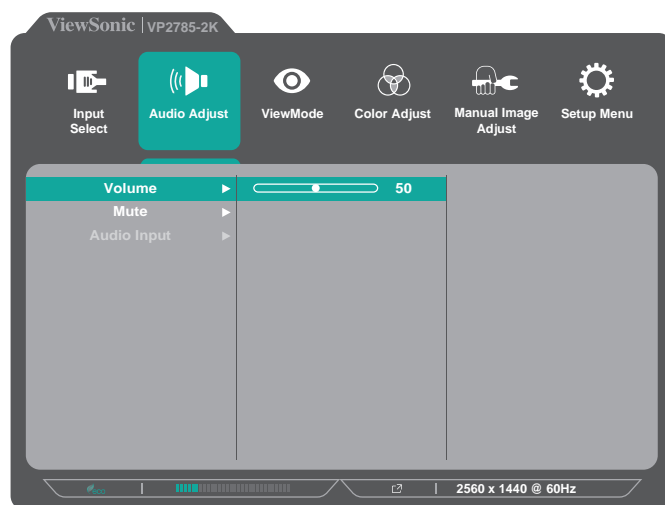 ViewSonic VP2785-2K
Input Select
Audio Adjust
ViewMode
Color Adjust
Manual Image Adjust
Setup Menu
Volume 50
Mute
Audio Input
eco
2560 x 1440 @ 60Hz